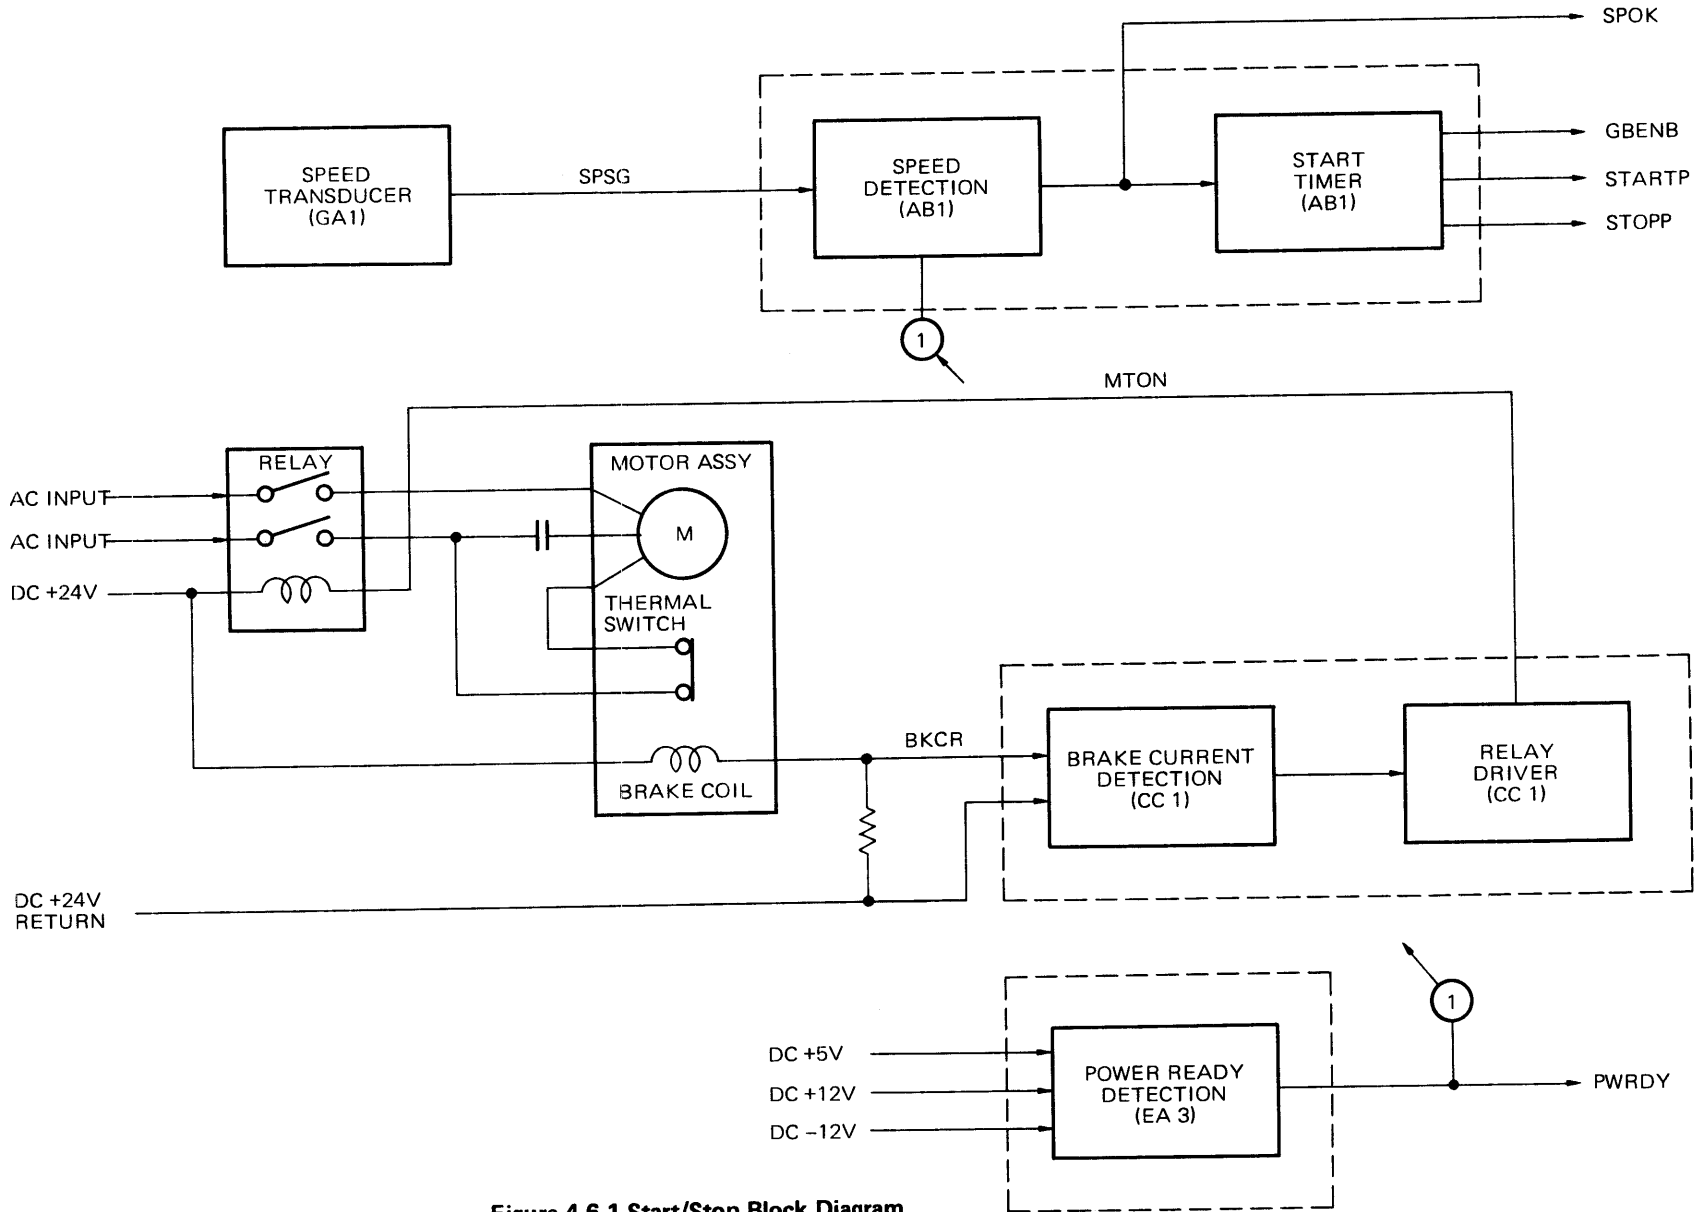 SPOK
SPEED
TRANSDUCER
(GA1)
SPSG
SPEED
DETECTION
(AB1)
START
TIMER
(AB1)
GBENB
STARTP
STOPP
1
MTON
RELAY
AC INPUT
AC INPUT
DC +24V
MOTOR ASSY
M
THERMAL
SWITCH
BRAKE COIL
BKCR
BRAKE CURRENT
DETECTION
(CC 1)
RELAY
DRIVER
(CC 1)
DC +24V
RETURN
1
DC +5V
DC +12V
DC –12V
POWER READY
DETECTION
(EA 3)
PWRDY
Figure 4.6.1 Start/Stop Block Diagram